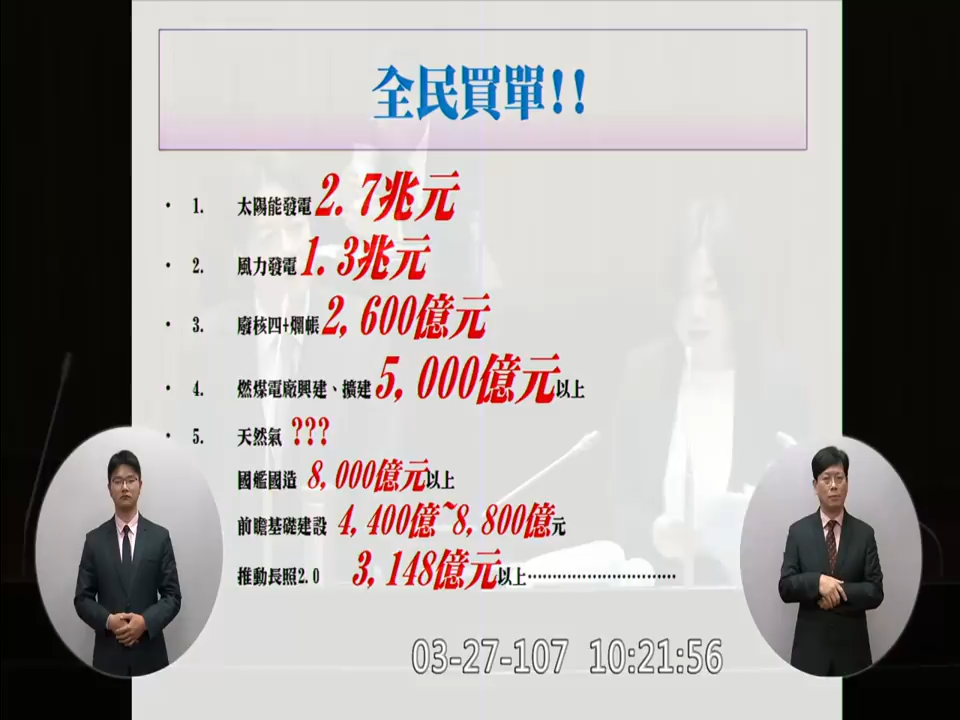 全民買單!!
• 1. 太陽能發電 2.7兆元
• 2. 風力發電 1.3兆元
• 3. 廢核四+爛帳 2,600億元
• 4. 燃煤電廠興建、擴建 5,000億元以上
• 5. 天然氣 ???
國艦國造 8,000億元以上
前瞻基礎建設 4,400億~8,800億元
推動長照2.0 3,148億元以上…………………………
03-27-107 10:21:56